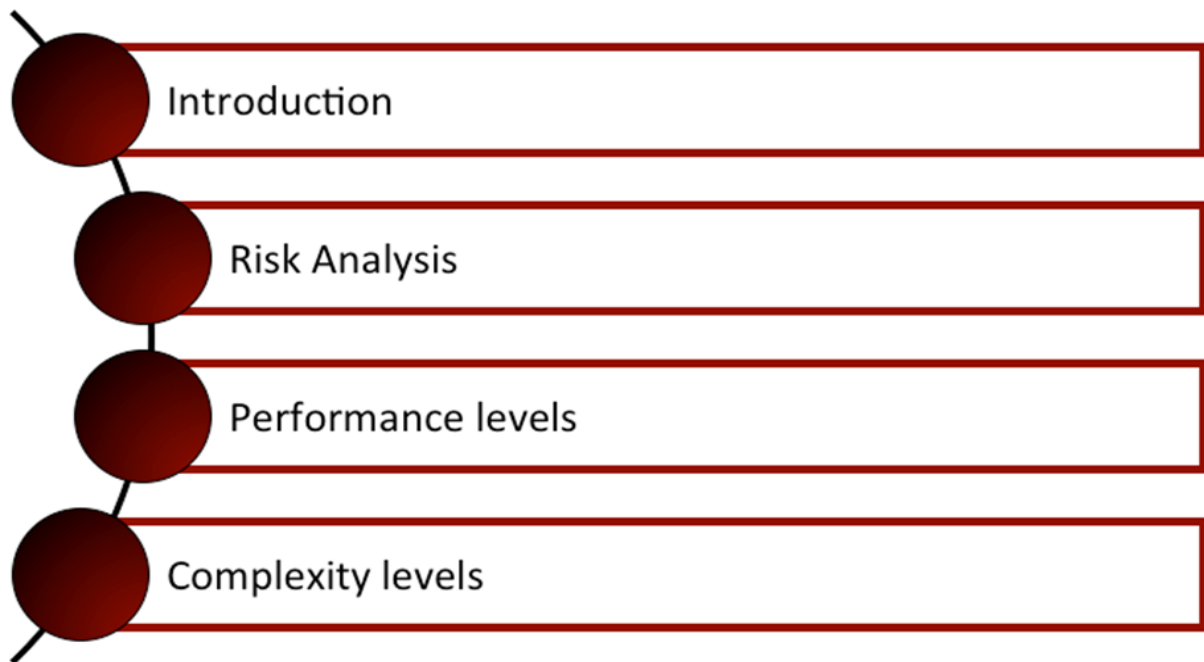 Introduction
Risk Analysis
Performance levels
Complexity levels